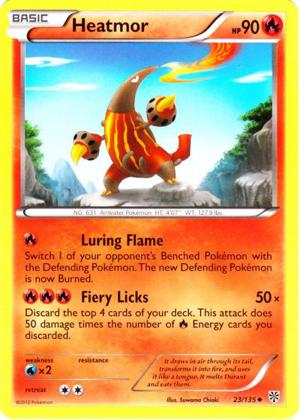 BASIC
Heatmor HP 90
NO. 631 Anteater Pokémon HT. 4'07" WT. 127.9 lbs.
Luring Flame
Switch 1 of your opponent's Benched Pokémon with
the Defending Pokémon. The new Defending Pokémon
is now Burned.
Fiery Licks 50×
Discard the top 4 cards of your deck. This attack does
50 damage times the number of Energy cards you
discarded.
weakness resistance
×2
retreat
It draws in air through its tail,
transforms it into fire, and uses
it like a tongue. It melts Durant
and eats them.
©2012 Pokémon
Illus. Suwama Chiaki 23/135